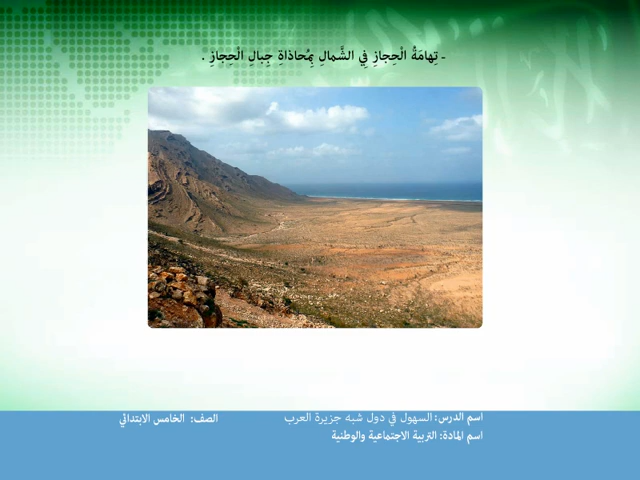 - تِهامَةُ الْحِجازِ فِي الشَّمالِ بِمُحاذاةِ جِبالِ الْحِجازِ .
اسم الدرس: السهول في دول شبه جزيرة العرب
الصف: الخامس الابتدائي
اسم المادة: التربية الاجتماعية والوطنية